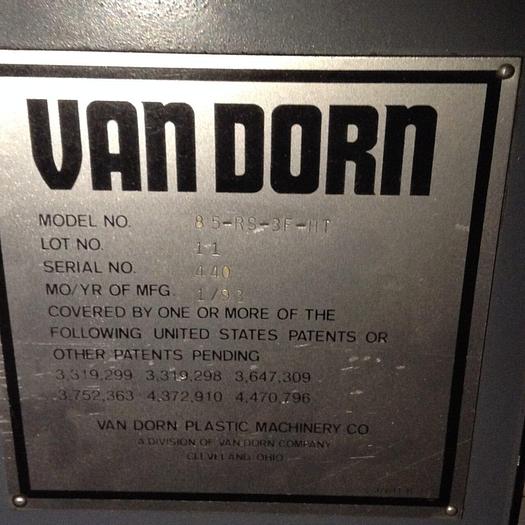 VAN DORN
MODEL NO. 85-RS-3F-HT
LOT NO. 11
SERIAL NO. 440
MO/YR OF MFG. 1/93
COVERED BY ONE OR MORE OF THE
FOLLOWING UNITED STATES PATENTS OR
OTHER PATENTS PENDING
3,319,299 3,319,298 3,647,309
3,752,363 4,372,910 4,470,796
VAN DORN PLASTIC MACHINERY CO.
A DIVISION OF VAN DORN COMPANY
CLEVELAND, OHIO